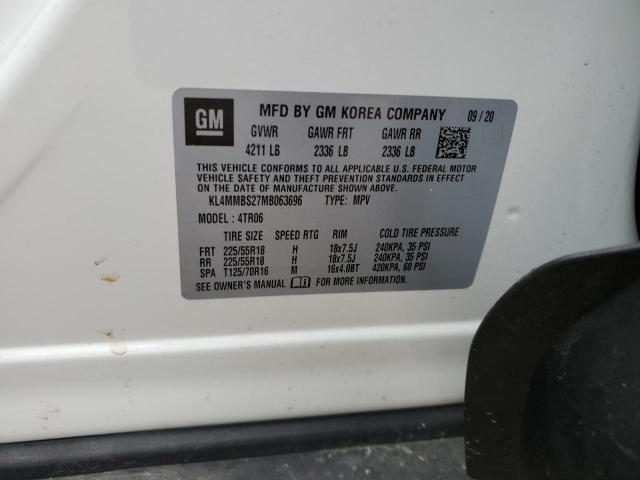 GM MFD BY GM KOREA COMPANY 09/20
GVWR GAWR FRT GAWR RR
4211 LB 2336 LB 2336 LB
THIS VEHICLE CONFORMS TO ALL APPLICABLE U.S. FEDERAL MOTOR
VEHICLE SAFETY AND THEFT PREVENTION STANDARDS IN EFFECT
ON THE DATE OF MANUFACTURE SHOWN ABOVE.
KL4MMBS27MB063696 TYPE: MPV
MODEL : 4TR06
TIRE SIZE SPEED RTG RIM COLD TIRE PRESSURE
FRT 225/55R18 H 18x7.5J 240KPA, 35 PSI
RR 225/55R18 H 18x7.5J 240KPA, 35 PSI
SPA T125/70R16 M 16x4.0BT 420KPA, 60 PSI
SEE OWNER'S MANUAL FOR MORE INFORMATION.